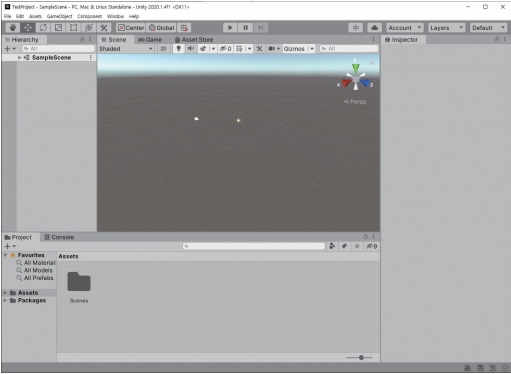 TestProject - SampleScene - PC, Mac & Linux Standalone - Unity 2020.1.4f1 <DX11>
File Edit Assets GameObject Component Window Help
Center Global Account Layers Default
Hierarchy Scene Game Asset Store Inspector
All Shaded 2D 0 Gizmos All
SampleScene
y
x z
Persp
Project Console
9
Favorites Assets
All Material
All Models
All Prefabs
Assets
Packages Scenes